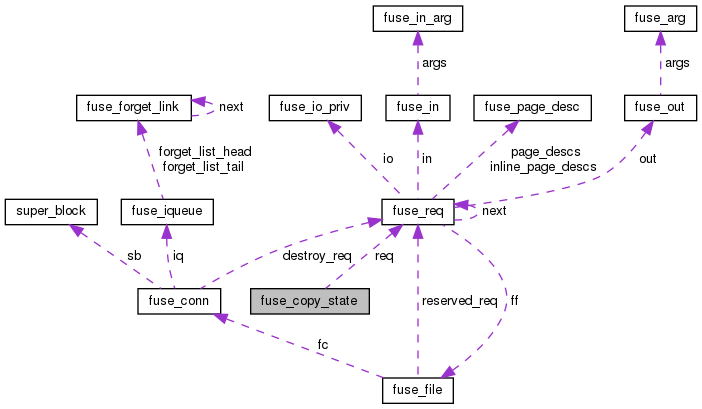 fuse_in_arg
fuse_arg
args
args
fuse_forget_link
next
fuse_io_priv
fuse_in
fuse_page_desc
fuse_out
forget_list_head
forget_list_tail
io
in
page_descs
inline_page_descs
out
super_block
fuse_iqueue
fuse_req
next
sb
iq
destroy_req
req
fuse_conn
fuse_copy_state
reserved_req
ff
fc
fuse_file